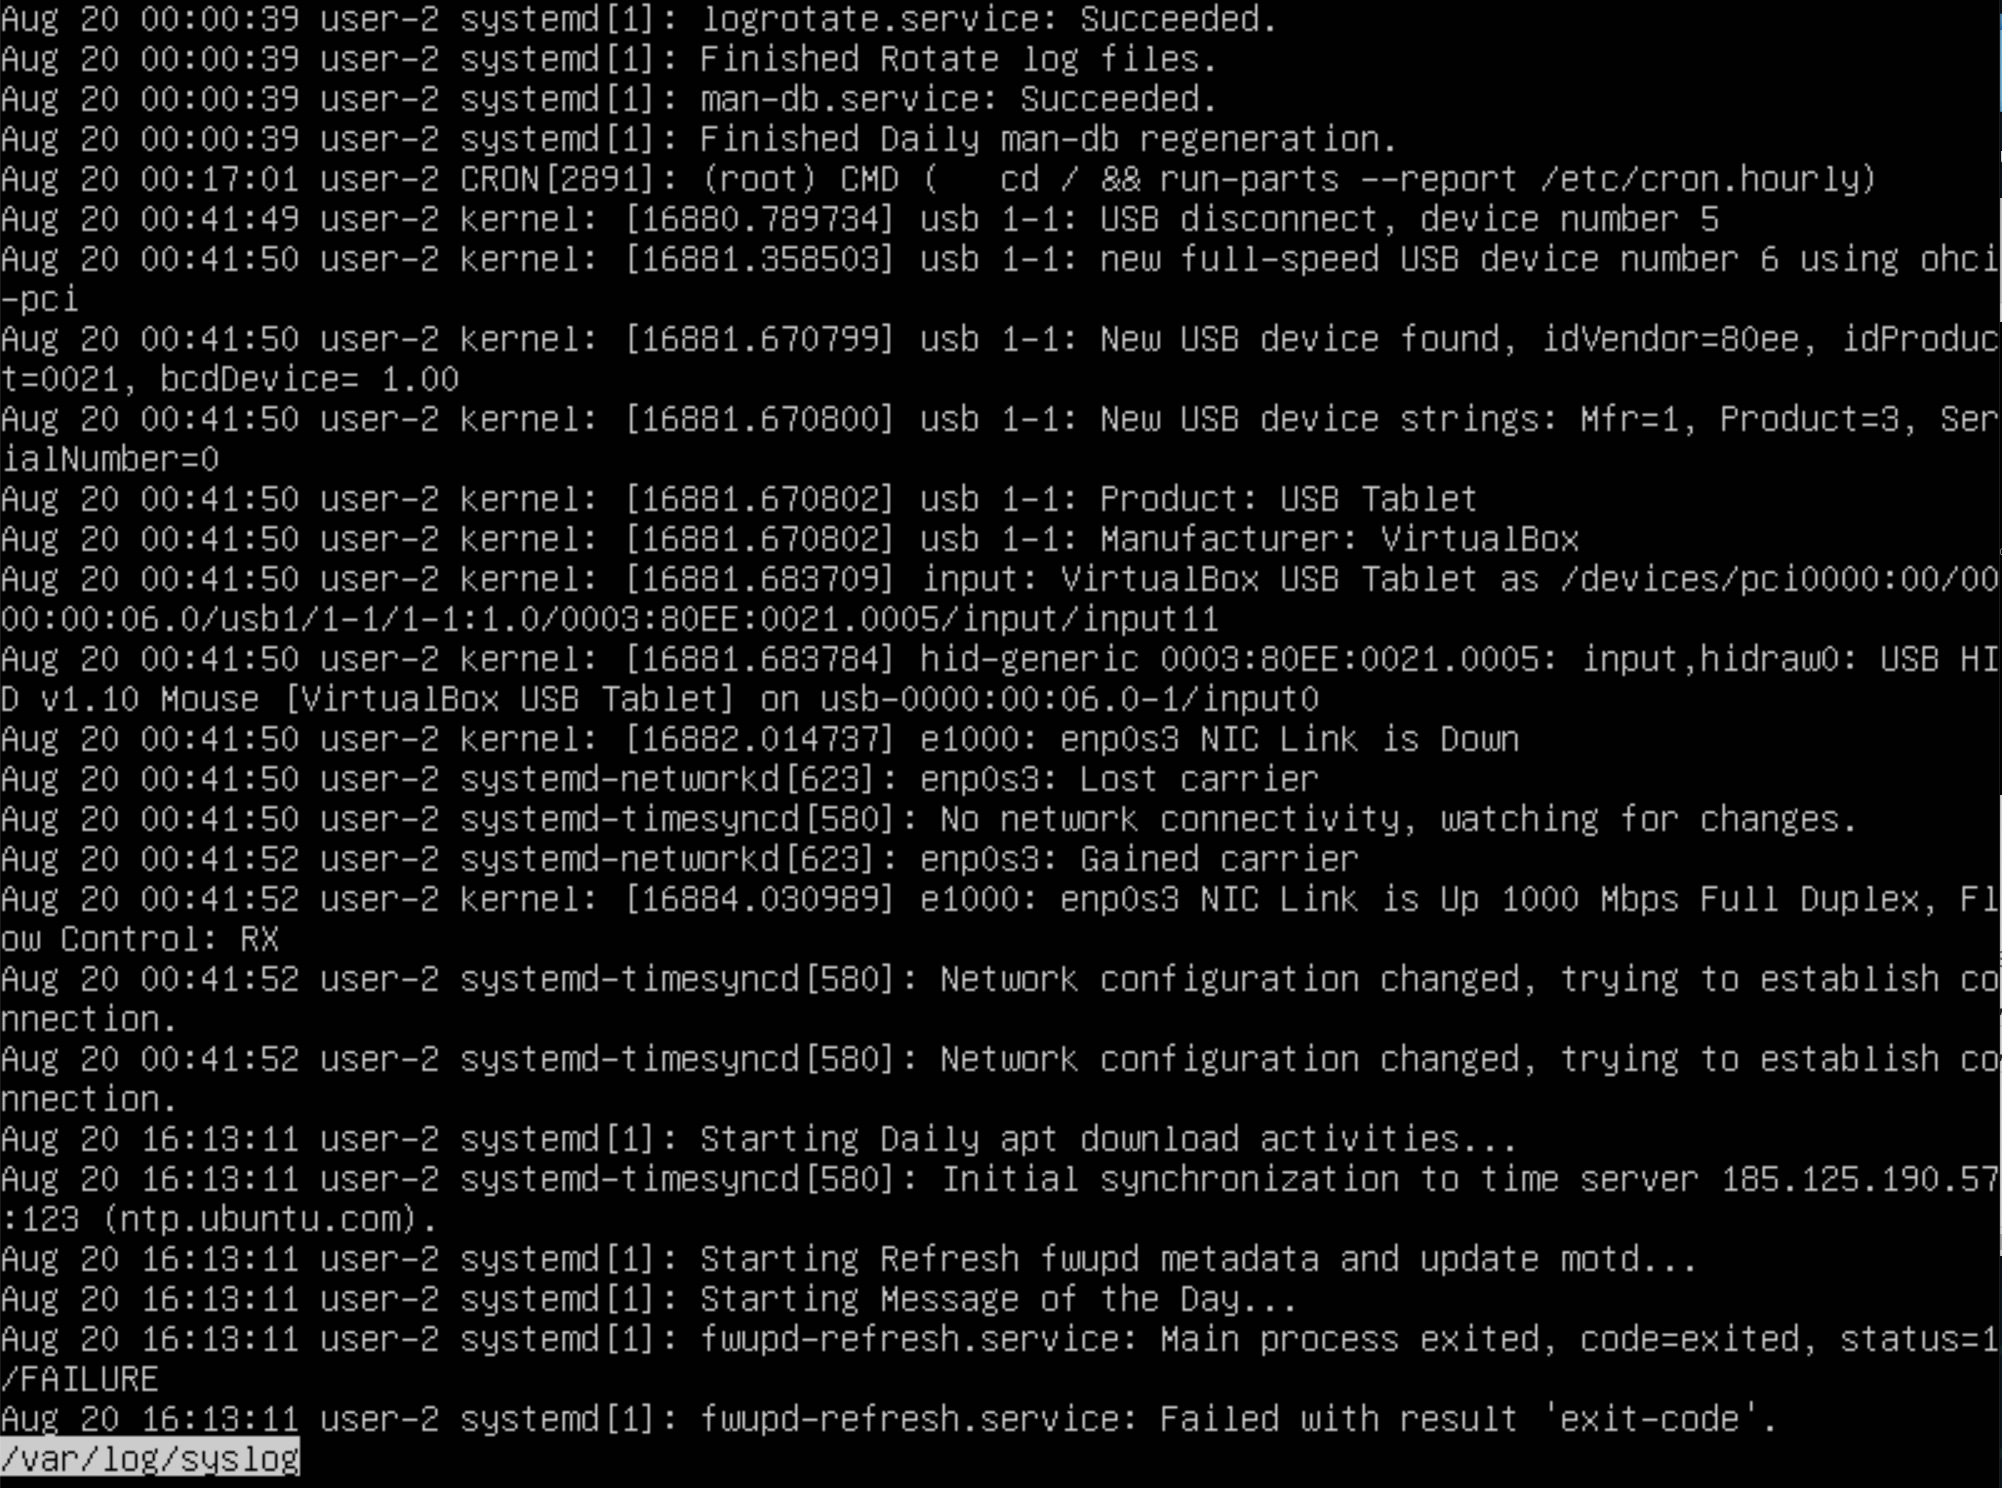 Aug 20 00:00:39 user-2 systemd[1]: logrotate.service: Succeeded.
Aug 20 00:00:39 user-2 systemd[1]: Finished Rotate log files.
Aug 20 00:00:39 user-2 systemd[1]: man-db.service: Succeeded.
Aug 20 00:00:39 user-2 systemd[1]: Finished Daily man-db regeneration.
Aug 20 00:17:01 user-2 CRON[2891]: (root) CMD (   cd / && run-parts --report /etc/cron.hourly)
Aug 20 00:41:49 user-2 kernel: [16880.789734] usb 1-1: USB disconnect, device number 5
Aug 20 00:41:50 user-2 kernel: [16881.358503] usb 1-1: new full-speed USB device number 6 using ohci
-pci
Aug 20 00:41:50 user-2 kernel: [16881.670799] usb 1-1: New USB device found, idVendor=80ee, idProduc
t=0021, bcdDevice= 1.00
Aug 20 00:41:50 user-2 kernel: [16881.670800] usb 1-1: New USB device strings: Mfr=1, Product=3, Ser
ialNumber=0
Aug 20 00:41:50 user-2 kernel: [16881.670802] usb 1-1: Product: USB Tablet
Aug 20 00:41:50 user-2 kernel: [16881.670802] usb 1-1: Manufacturer: VirtualBox
Aug 20 00:41:50 user-2 kernel: [16881.683709] input: VirtualBox USB Tablet as /devices/pci0000:00/00
00:00:06.0/usb1/1-1/1-1:1.0/0003:80EE:0021.0005/input/input11
Aug 20 00:41:50 user-2 kernel: [16881.683784] hid-generic 0003:80EE:0021.0005: input,hidraw0: USB HI
D v1.10 Mouse [VirtualBox USB Tablet] on usb-0000:00:06.0-1/input0
Aug 20 00:41:50 user-2 kernel: [16882.014737] e1000: enp0s3 NIC Link is Down
Aug 20 00:41:50 user-2 systemd-networkd[623]: enp0s3: Lost carrier
Aug 20 00:41:50 user-2 systemd-timesyncd[580]: No network connectivity, watching for changes.
Aug 20 00:41:52 user-2 systemd-networkd[623]: enp0s3: Gained carrier
Aug 20 00:41:52 user-2 kernel: [16884.030989] e1000: enp0s3 NIC Link is Up 1000 Mbps Full Duplex, Fl
ow Control: RX
Aug 20 00:41:52 user-2 systemd-timesyncd[580]: Network configuration changed, trying to establish co
nnection.
Aug 20 00:41:52 user-2 systemd-timesyncd[580]: Network configuration changed, trying to establish co
nnection.
Aug 20 16:13:11 user-2 systemd[1]: Starting Daily apt download activities...
Aug 20 16:13:11 user-2 systemd-timesyncd[580]: Initial synchronization to time server 185.125.190.57
:123 (ntp.ubuntu.com).
Aug 20 16:13:11 user-2 systemd[1]: Starting Refresh fwupd metadata and update motd...
Aug 20 16:13:11 user-2 systemd[1]: Starting Message of the Day...
Aug 20 16:13:11 user-2 systemd[1]: fwupd-refresh.service: Main process exited, code=exited, status=1
/FAILURE
Aug 20 16:13:11 user-2 systemd[1]: fwupd-refresh.service: Failed with result 'exit-code'.
/var/log/syslog